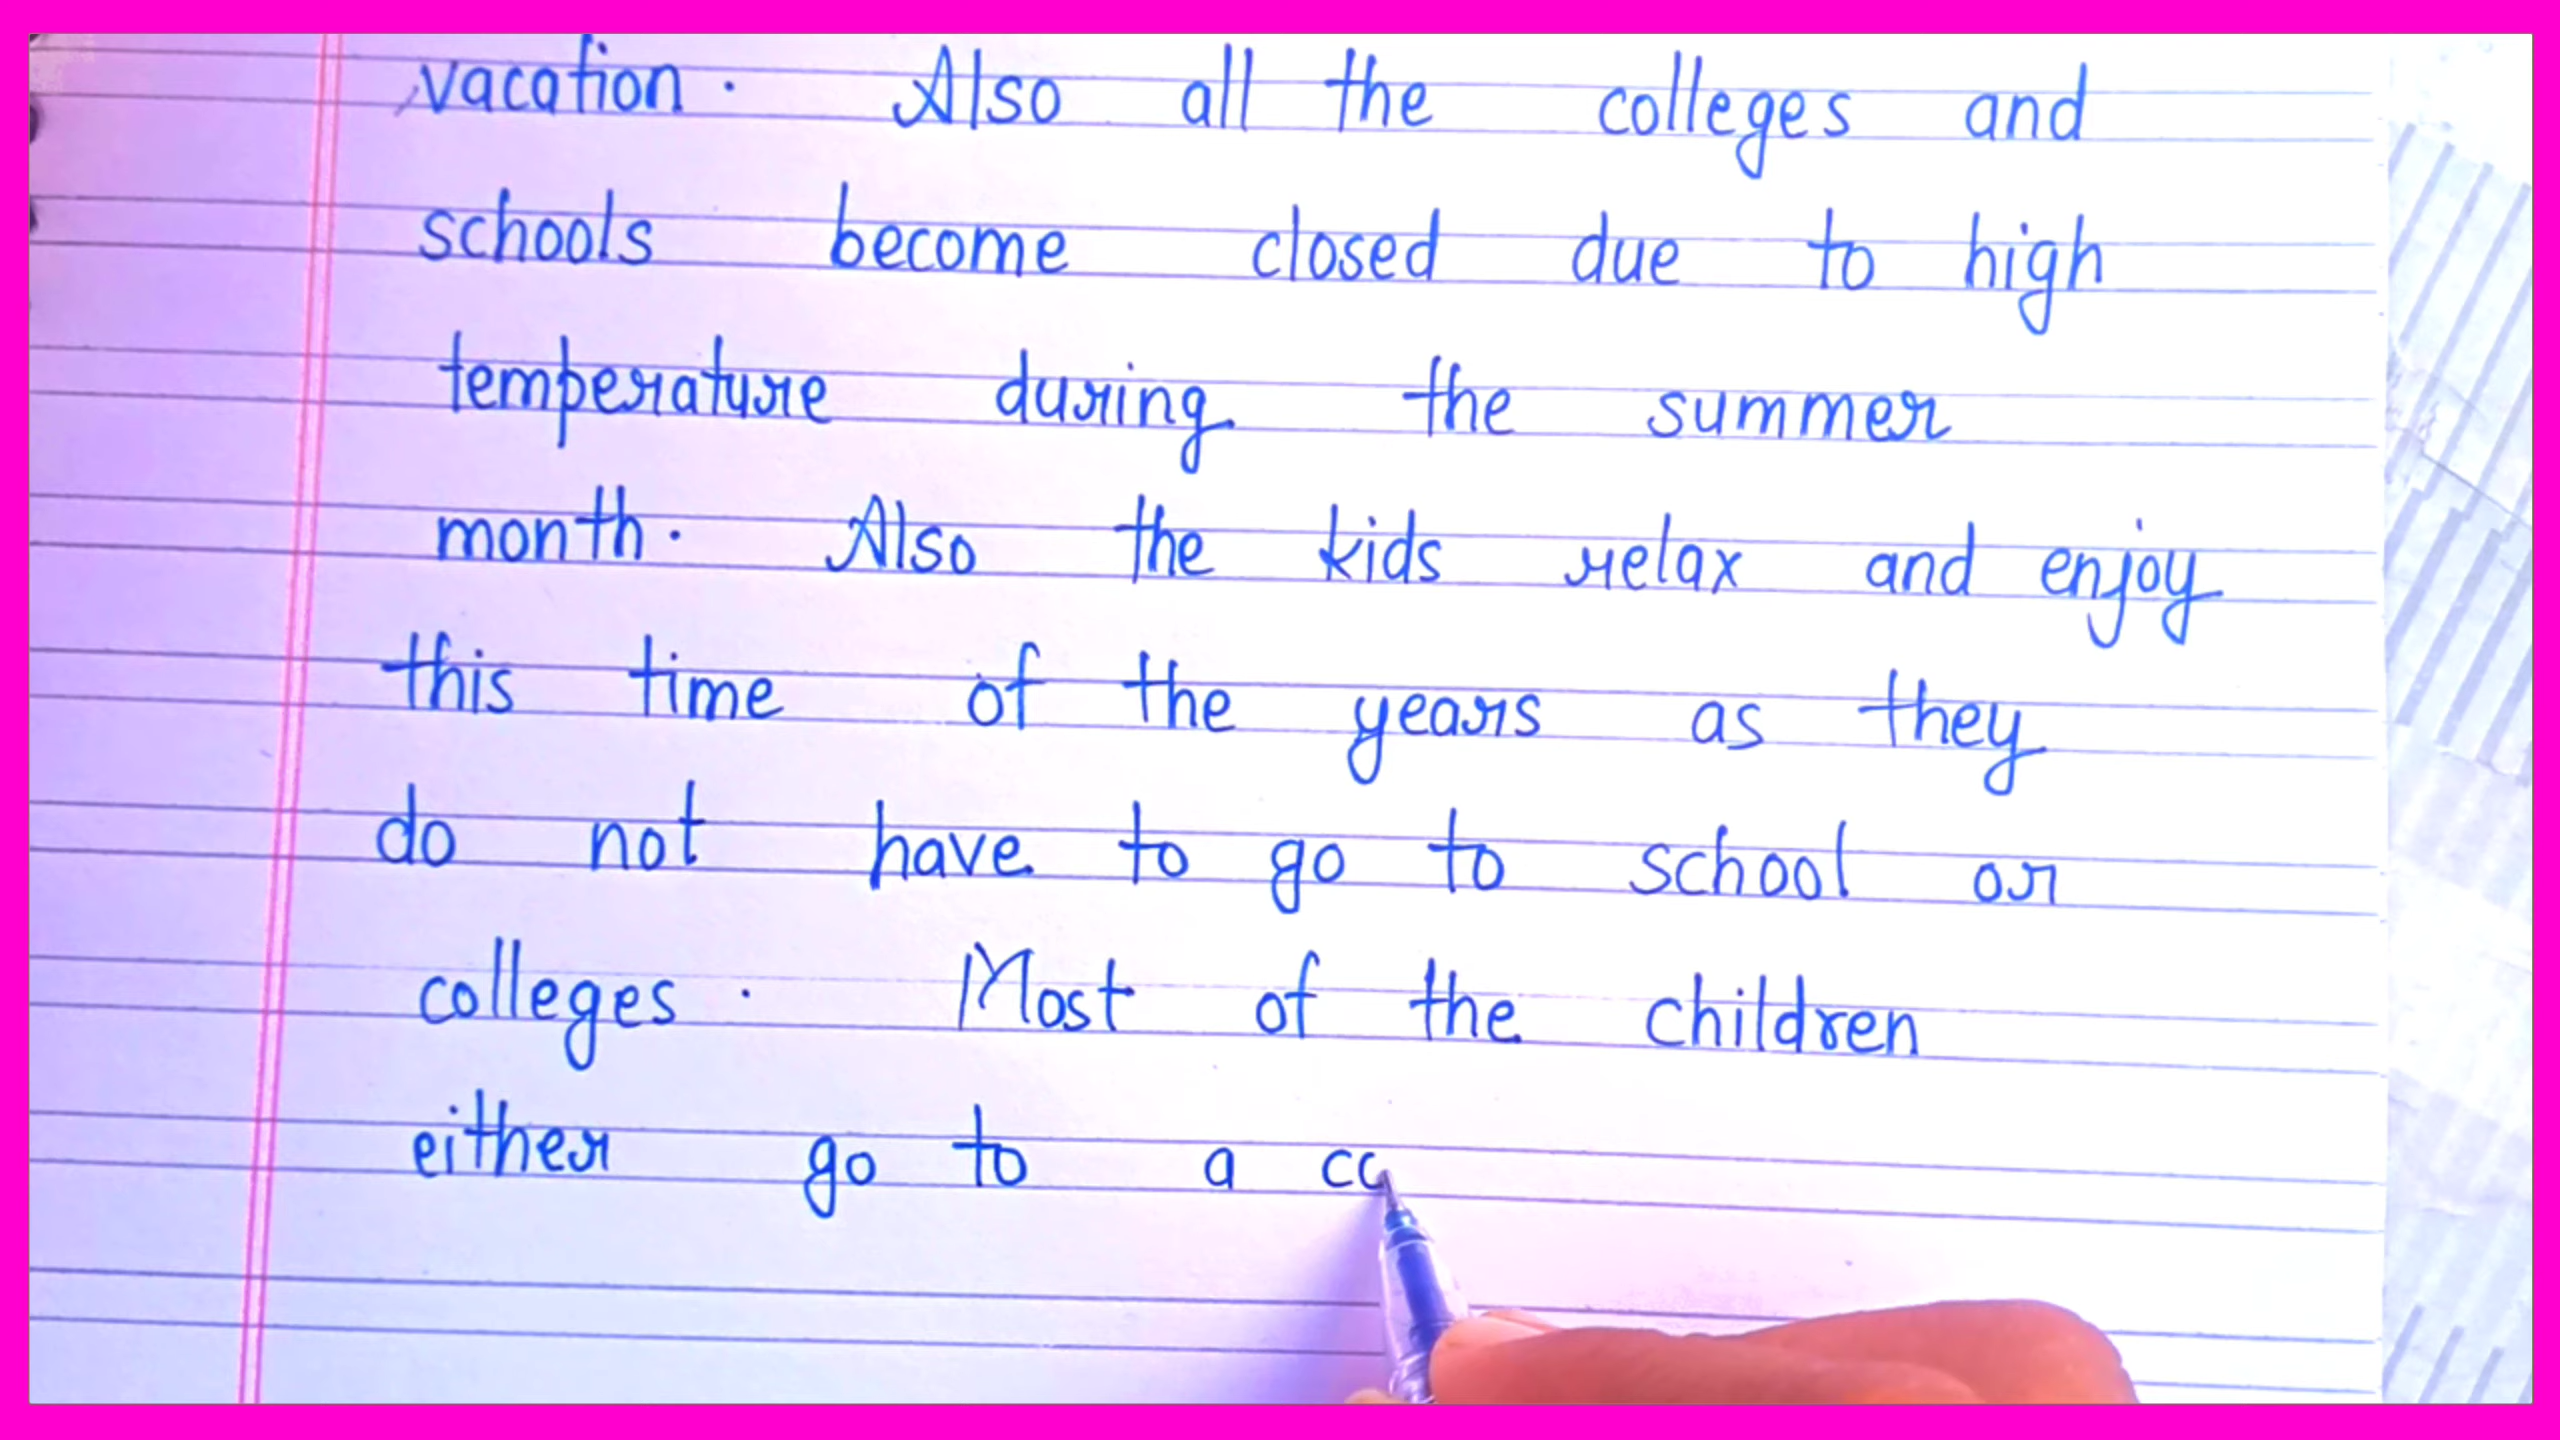 vacation. Also all the colleges and
schools become closed due to high
temperature during the summer
month. Also the kids relax and enjoy
this time of the years as they
do not have to go to school or
colleges. Most of the children
either go to a